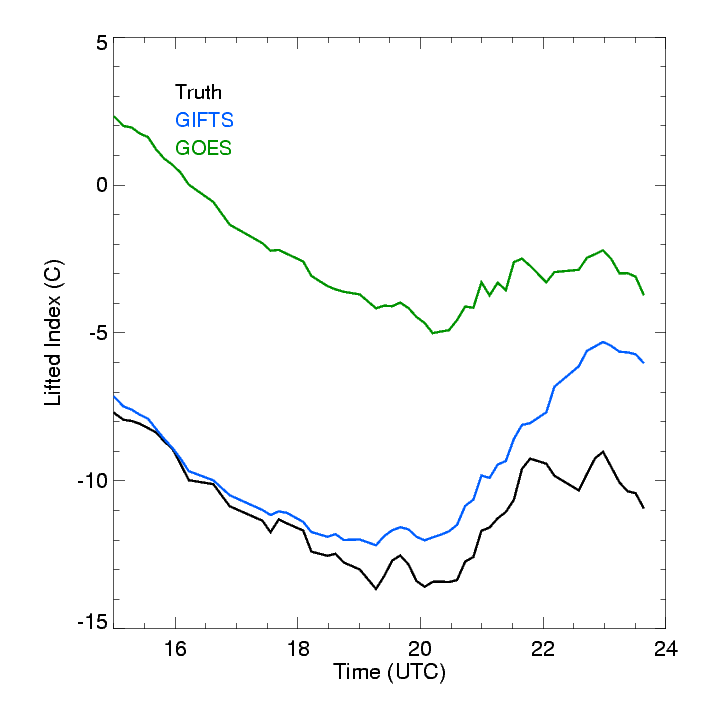 5
Truth
GIFTS
GOES
0
Lifted Index (C)
-5
-10
-15
16 18 20 22 24
Time (UTC)